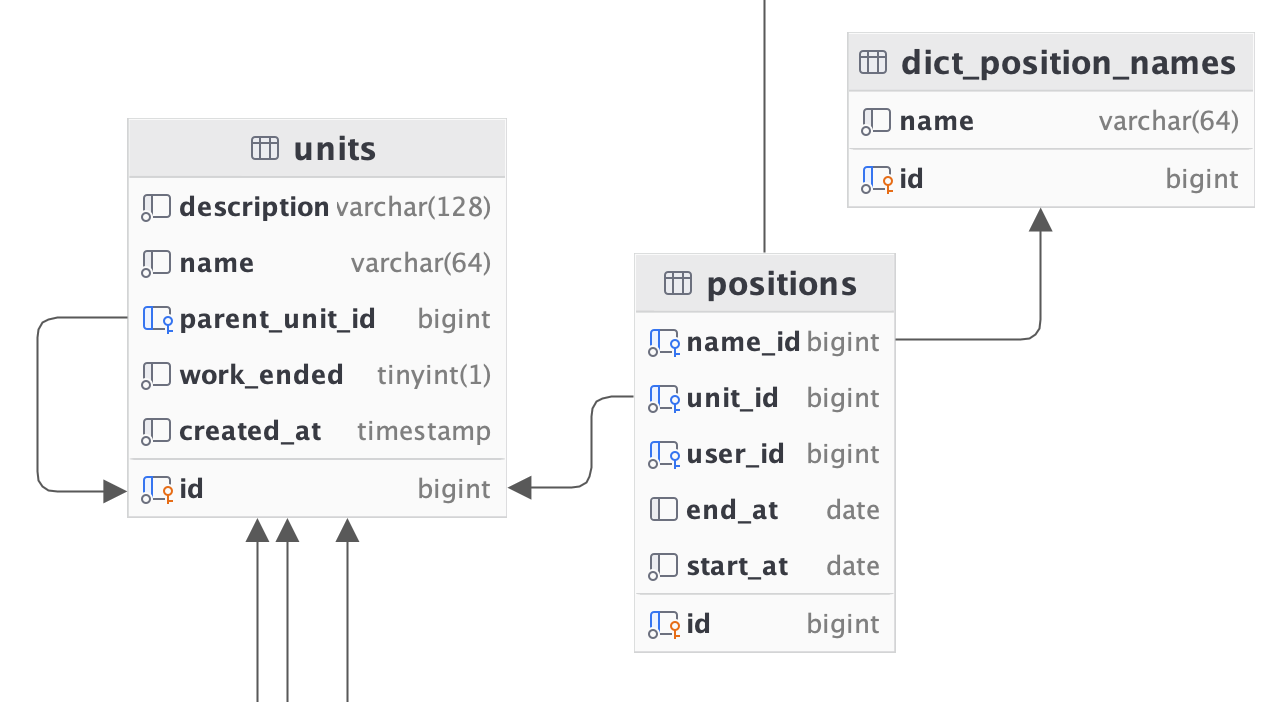 units
description varchar(128)
name varchar(64)
parent_unit_id bigint
work_ended tinyint(1)
created_at timestamp
id bigint
positions
name_id bigint
unit_id bigint
user_id bigint
end_at date
start_at date
id bigint
dict_position_names
name varchar(64)
id bigint